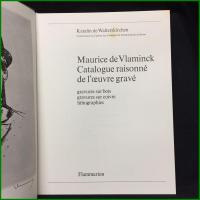 Katalin de Walterskirchen
Maurice de Vlaminck
Catalogue raisonné
de l'œuvre gravé
gravures sur bois
gravures sur cuivre
lithographies
Flammarion